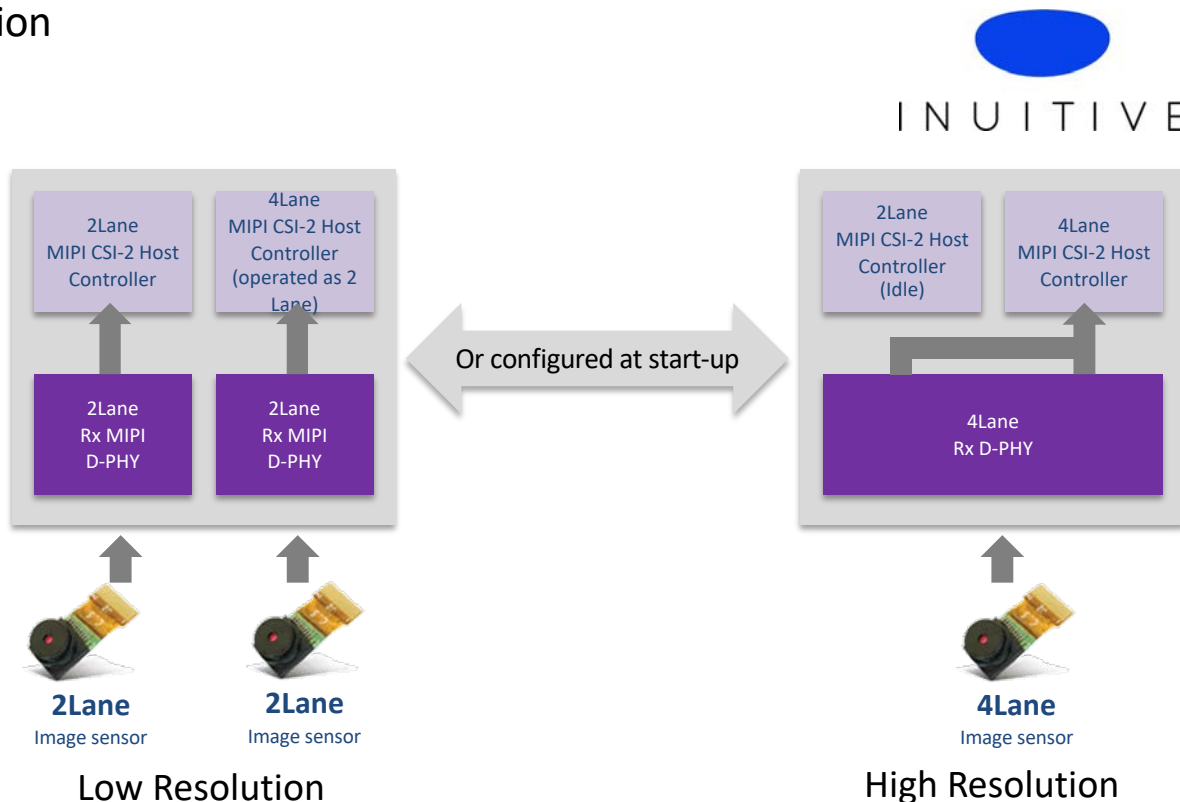 ion
INUITIVE
2Lane
MIPI CSI-2 Host
Controller
4Lane
MIPI CSI-2 Host
Controller
(operated as 2
Lane)
2Lane
Rx MIPI
D-PHY
2Lane
Rx MIPI
D-PHY
2Lane
Image sensor
2Lane
Image sensor
Low Resolution
Or configured at start-up
2Lane
MIPI CSI-2 Host
Controller
(Idle)
4Lane
MIPI CSI-2 Host
Controller
4Lane
Rx D-PHY
4Lane
Image sensor
High Resolution